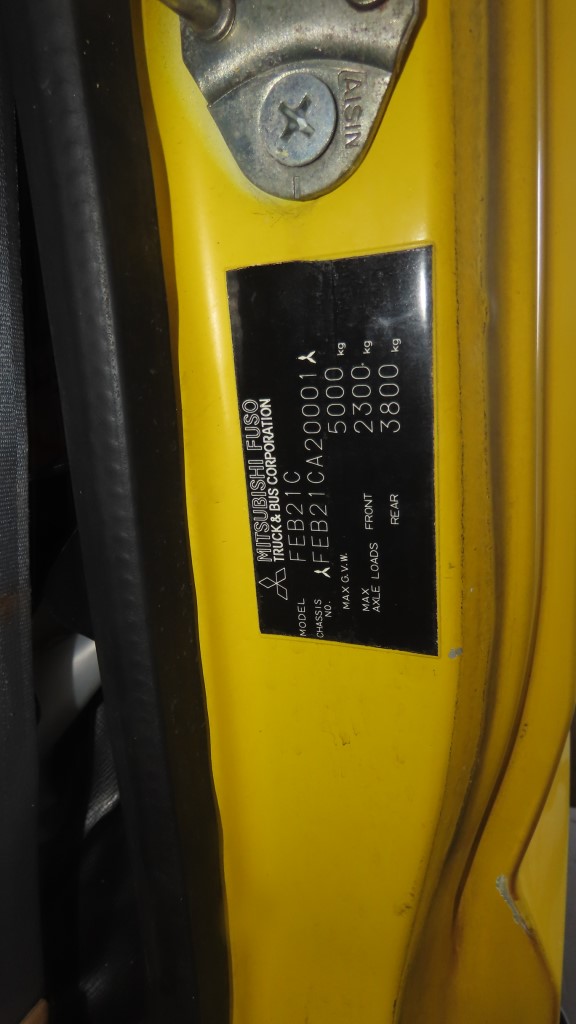 AISIN
MITSUBISHI FUSO
TRUCK & BUS CORPORATION
MODEL FEB21C
CHASSIS NO. FEB21CA20001
MAX G.V.W. 5000 kg
MAX AXLE LOADS FRONT 2300 kg
REAR 3800 kg